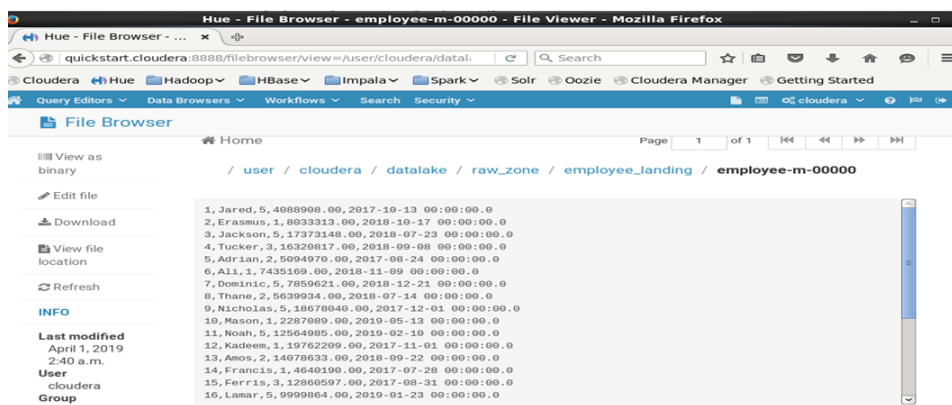 Hue - File Browser - employee-m-00000 - File Viewer - Mozilla Firefox
Hue - File Browser - ...
quickstart.cloudera:8888/filebrowser/view=/user/cloudera/datal
Search
Cloudera Hue Hadoop HBase Impala Spark Solr Oozie Cloudera Manager Getting Started
Query Editors Data Browsers Workflows Search Security cloudera
File Browser
Home
Page 1 of 1
/ user / cloudera / datalake / raw_zone / employee_landing / employee-m-00000
View as
binary
Edit file
Download
View file
location
Refresh
INFO
Last modified
April 1, 2019
2:40 a.m.
User
cloudera
Group
1,Jared,5,4088908.00,2017-10-13 00:00:00.0
2,Erasmus,1,8033313.00,2018-10-17 00:00:00.0
3,Jackson,5,17373148.00,2018-07-23 00:00:00.0
4,Tucker,3,16320817.00,2018-09-08 00:00:00.0
5,Adrian,2,5094970.00,2017-08-24 00:00:00.0
6,Ali,1,7435169.00,2018-11-09 00:00:00.0
7,Dominic,5,7859621.00,2018-12-21 00:00:00.0
8,Thane,2,5639934.00,2018-07-14 00:00:00.0
9,Nicholas,5,18678040.00,2017-12-01 00:00:00.0
10,Mason,1,2287089.00,2019-05-13 00:00:00.0
11,Noah,5,12564985.00,2019-02-10 00:00:00.0
12,Kadeem,1,19762209.00,2017-11-01 00:00:00.0
13,Amos,2,14078633.00,2018-09-22 00:00:00.0
14,Francis,1,4640190.00,2017-07-28 00:00:00.0
15,Ferris,3,12860597.00,2017-08-31 00:00:00.0
16,Lamar,5,9999864.00,2019-01-23 00:00:00.0